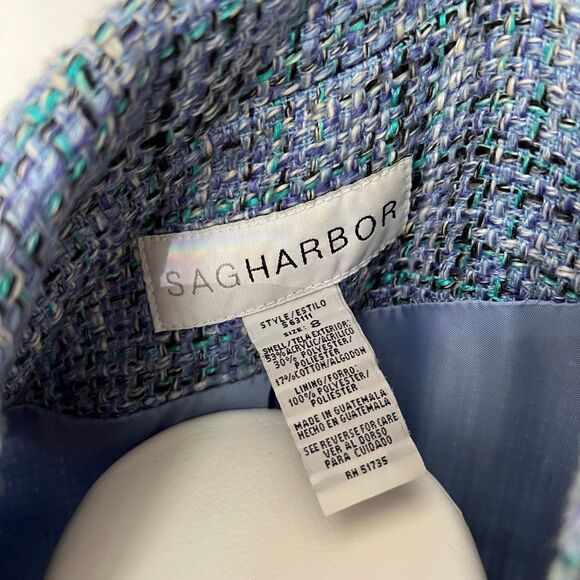 SAGHARBOR
STYLE/ESTILO
S63111
SIZE: 8
SHELL/TELA EXTERIOR:
53% ACRYLIC/ACRILICO
30% POLYESTER/
POLIESTER
17% COTTON/ALGODON
LINING/FORRO:
100% POLYESTER/
POLIESTER
MADE IN GUATEMALA
HECHO EN GUATEMALA
SEE REVERSE FOR CARE
VER AL DORSO
PARA CUIDADO
RN 51735